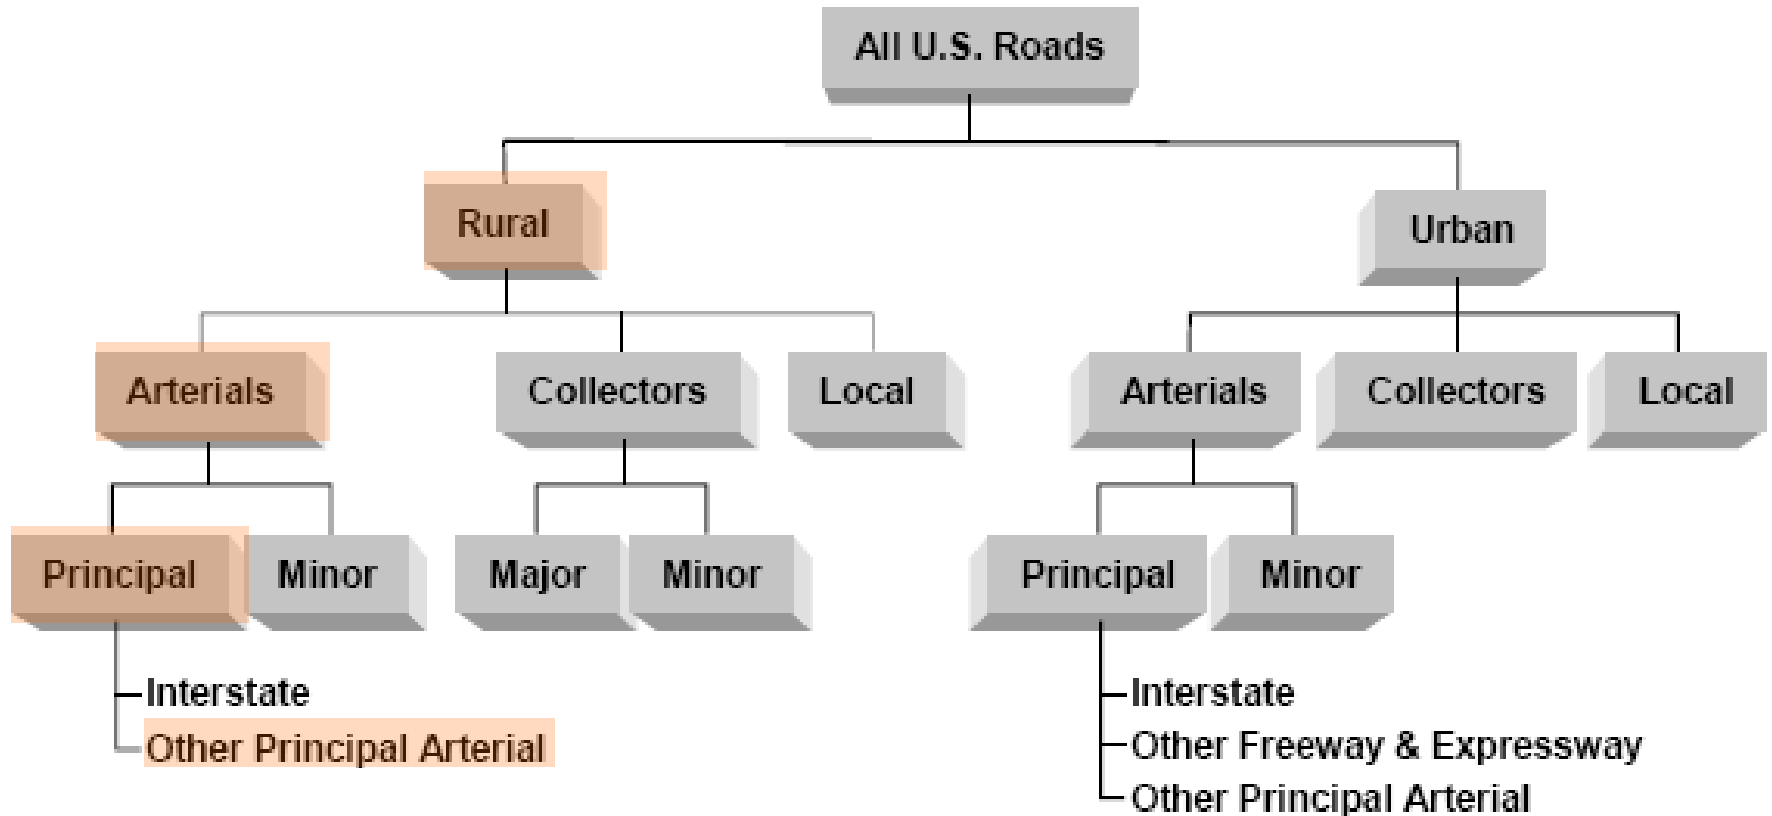 All U.S. Roads
Rural
Urban
Arterials
Collectors
Local
Arterials
Collectors
Local
Principal
Minor
Major
Minor
Principal
Minor
Interstate
Other Principal Arterial
Interstate
Other Freeway & Expressway
Other Principal Arterial